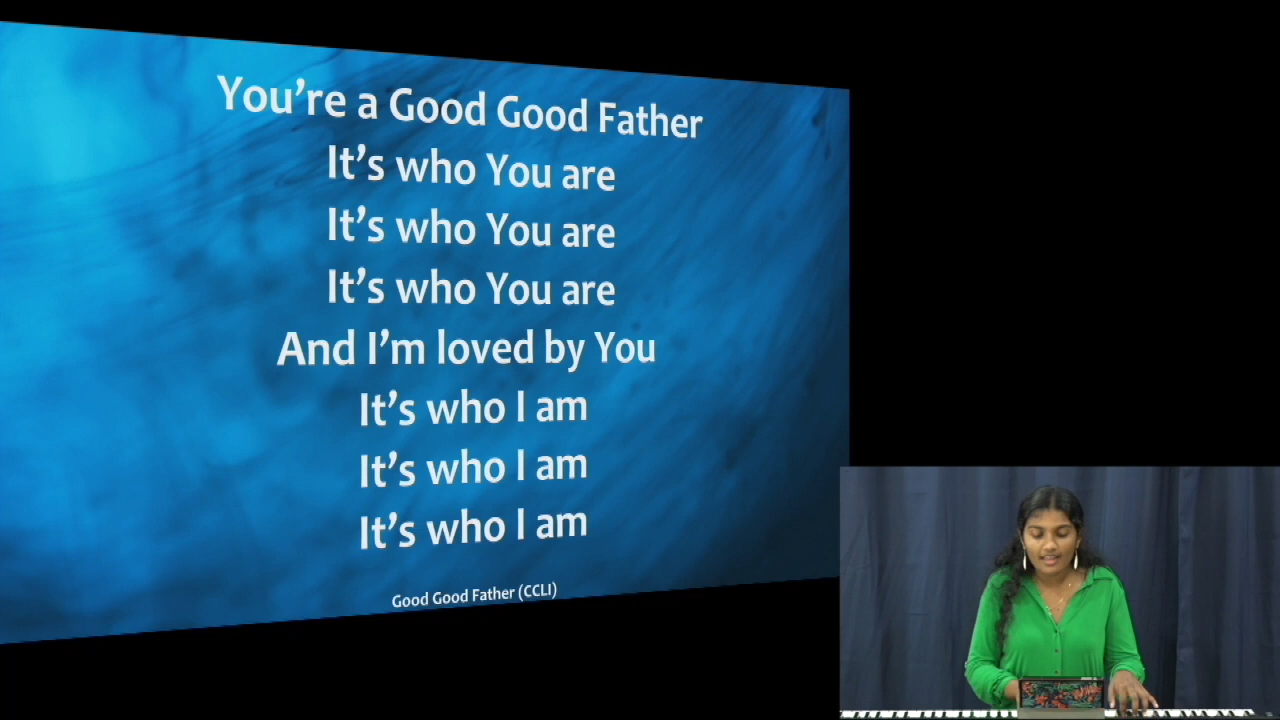 You're a Good Good Father
It's who You are
It's who You are
It's who You are
And I'm loved by You
It's who I am
It's who I am
It's who I am
Good Good Father (CCLI)